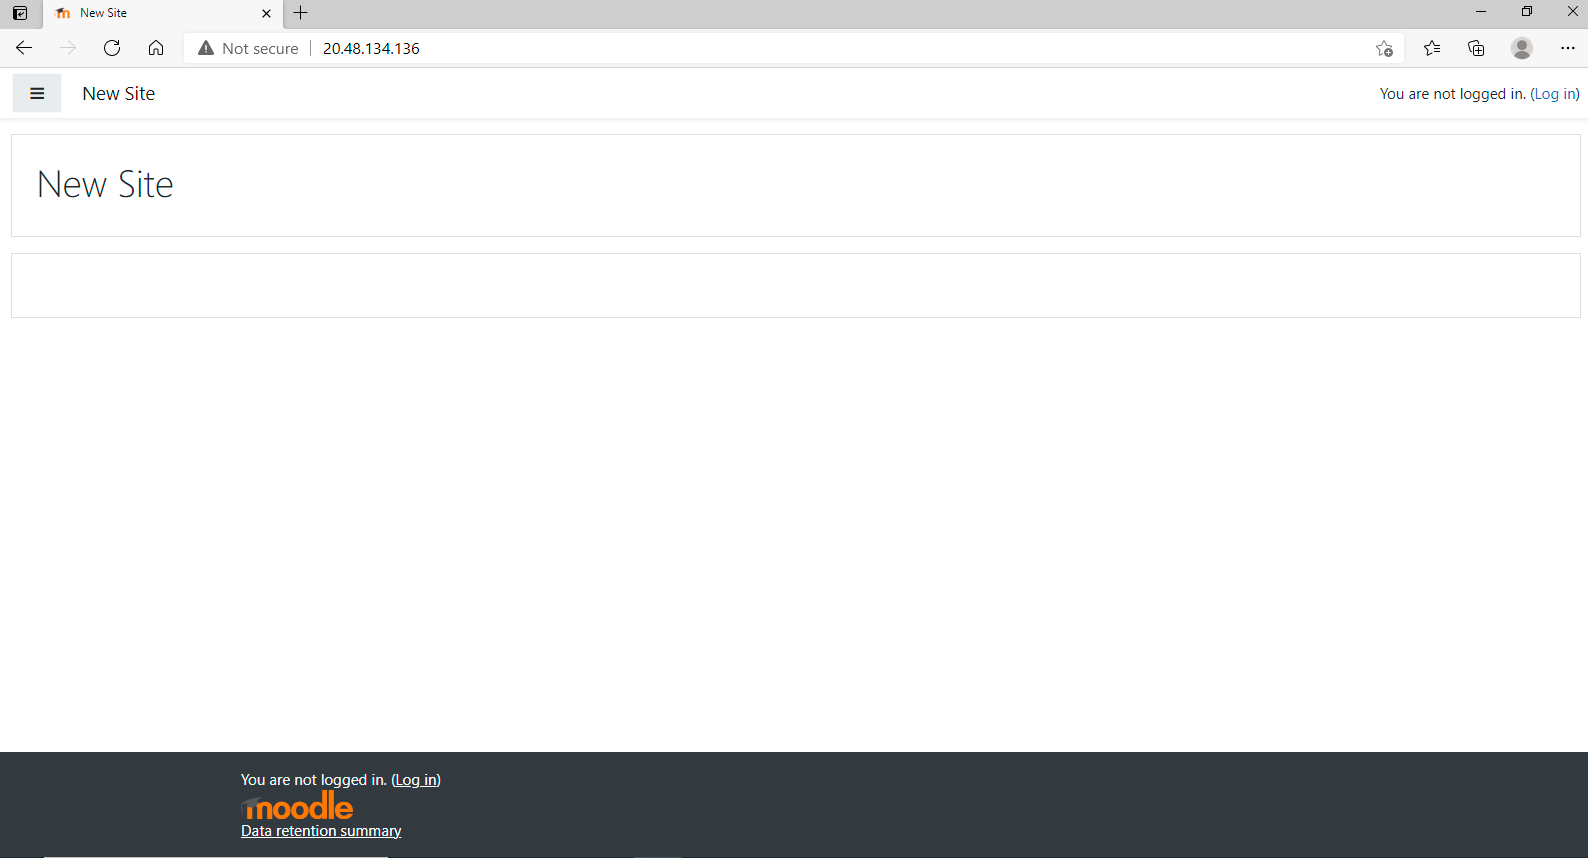 New Site
Not secure
20.48.134.136
New Site
You are not logged in. (Log in)
New Site
You are not logged in. (Log in)
moodle
Data retention summary